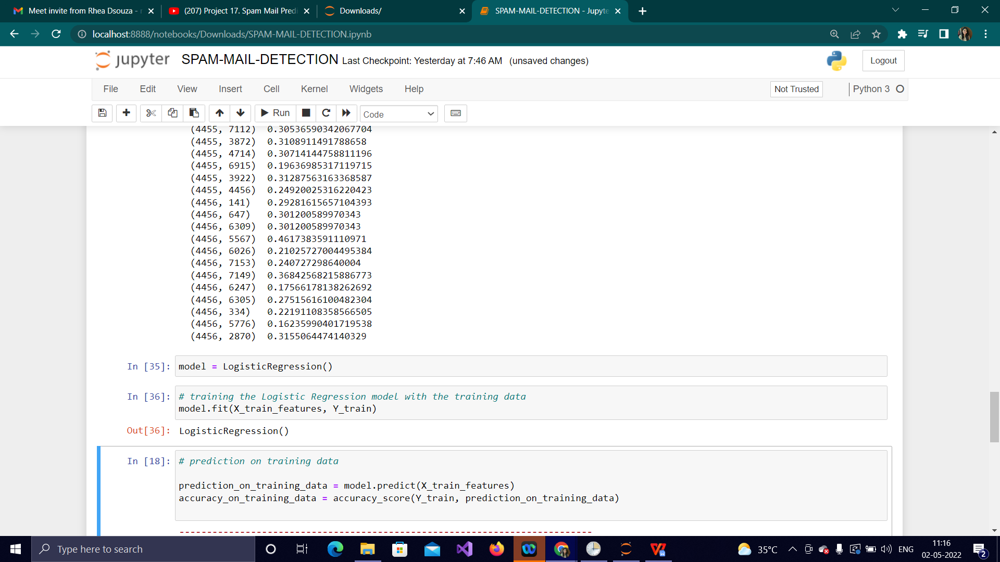 Meet invite from Rhea Dsouza -
(207) Project 17. Spam Mail Predi
Downloads/
SPAM-MAIL-DETECTION - Jupyte
localhost:8888/notebooks/Downloads/SPAM-MAIL-DETECTION.ipynb
jupyter SPAM-MAIL-DETECTION Last Checkpoint: Yesterday at 7:46 AM (unsaved changes)
Logout
File Edit View Insert Cell Kernel Widgets Help
Not Trusted
Python 3
Run
Code
(4455, 7112) 0.30536590342067704
(4455, 3872) 0.3108911491788658
(4455, 4714) 0.30714144758811196
(4455, 6915) 0.19636985317119715
(4455, 3922) 0.31287563163368587
(4455, 4456) 0.24920025316220423
(4456, 141) 0.29281615657104393
(4456, 647) 0.301200589970343
(4456, 6309) 0.301200589970343
(4456, 5567) 0.4617383591110971
(4456, 6026) 0.21025727004495384
(4456, 7153) 0.240727298640004
(4456, 7149) 0.36842568215886773
(4456, 6247) 0.17566178138262692
(4456, 6305) 0.27515616100482304
(4456, 334) 0.22191108358566505
(4456, 5776) 0.16235990401719538
(4456, 2870) 0.3155064474140329
In [35]: model = LogisticRegression()
In [36]: # training the Logistic Regression model with the training data
model.fit(X_train_features, Y_train)
Out[36]: LogisticRegression()
In [18]: # prediction on training data
prediction_on_training_data = model.predict(X_train_features)
accuracy_on_training_data = accuracy_score(Y_train, prediction_on_training_data)
---------------------------------------------------------------------------
Type here to search
35°C
ENG
11:16
02-05-2022
2